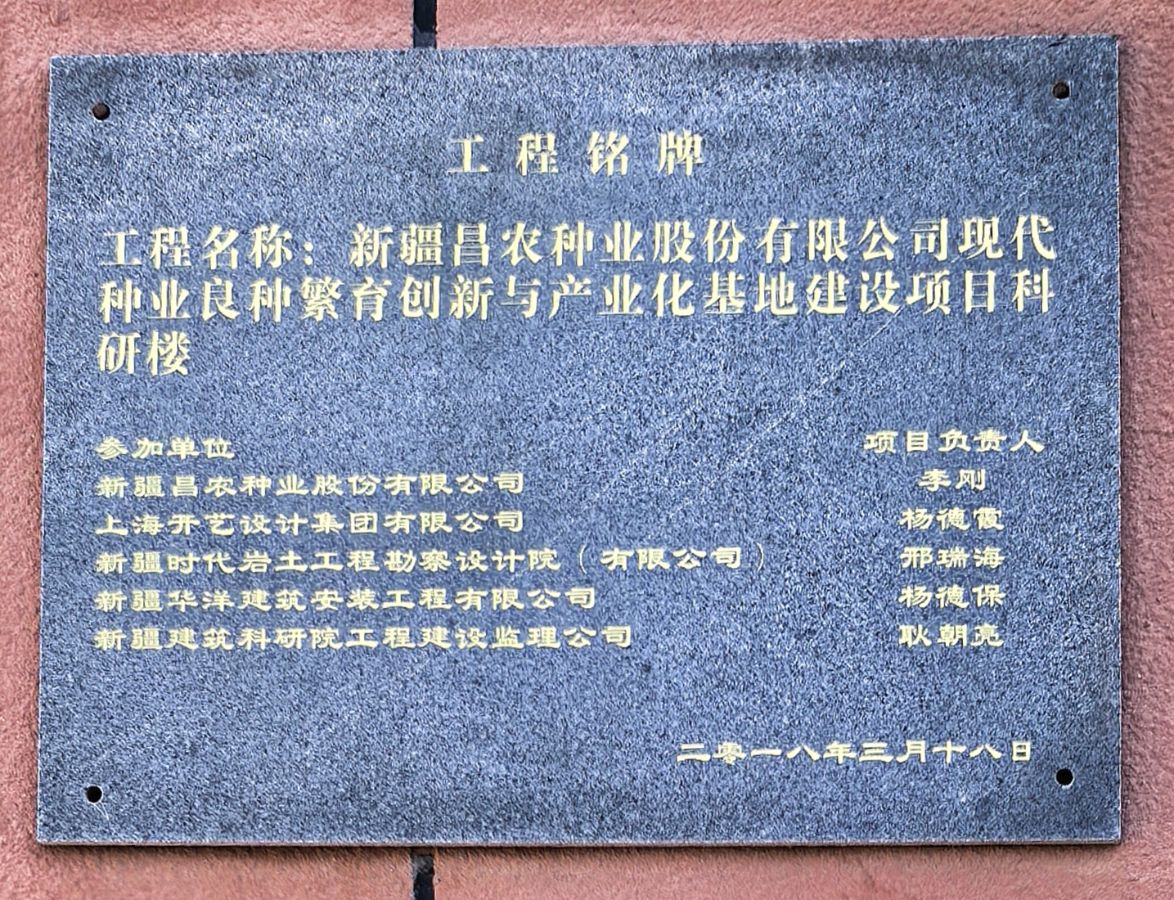 工程铭牌
工程名称：新疆昌农种业股份有限公司现代
种业良种繁育创新与产业化基地建设项目科
研楼
参加单位 项目负责人
新疆昌农种业股份有限公司 李刚
上海开艺设计集团有限公司 杨德霞
新疆时代岩土工程勘察设计院（有限公司） 邢瑞海
新疆华洋建筑安装工程有限公司 杨德保
新疆建筑科研院工程建设监理公司 耿朝亮
二零一八年三月十八日